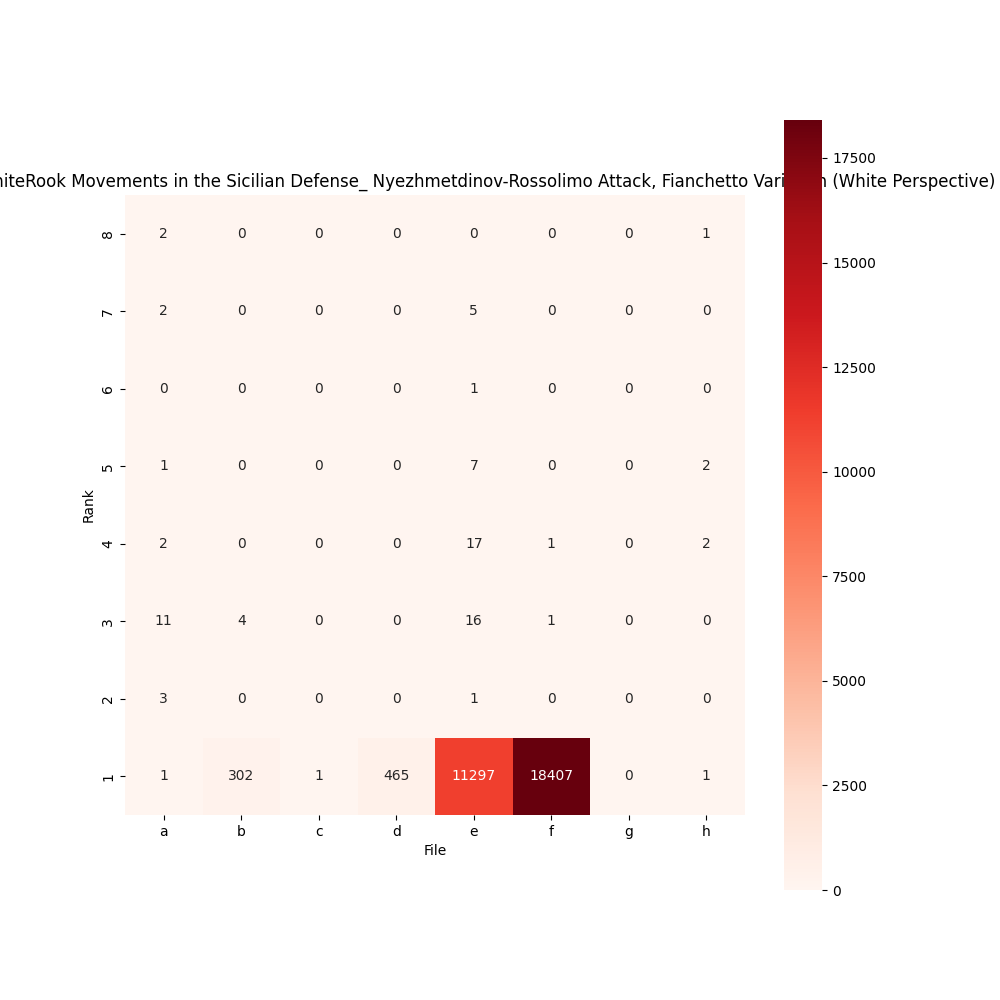 niteRook Movements in the Sicilian Defense_ Nyezhmetdinov-Rossolimo Attack, Fianchetto Vari n (White Perspective)
8 2 0 0 0 0 0 0 1
7 2 0 0 0 5 0 0 0
6 0 0 0 0 1 0 0 0
5 1 0 0 0 7 0 0 2
Rank
4 2 0 0 0 17 1 0 2
3 11 4 0 0 16 1 0 0
2 3 0 0 0 1 0 0 0
1 1 302 1 465 11297 18407 0 1
a b c d e f g h
File
17500
15000
12500
10000
7500
5000
2500
0